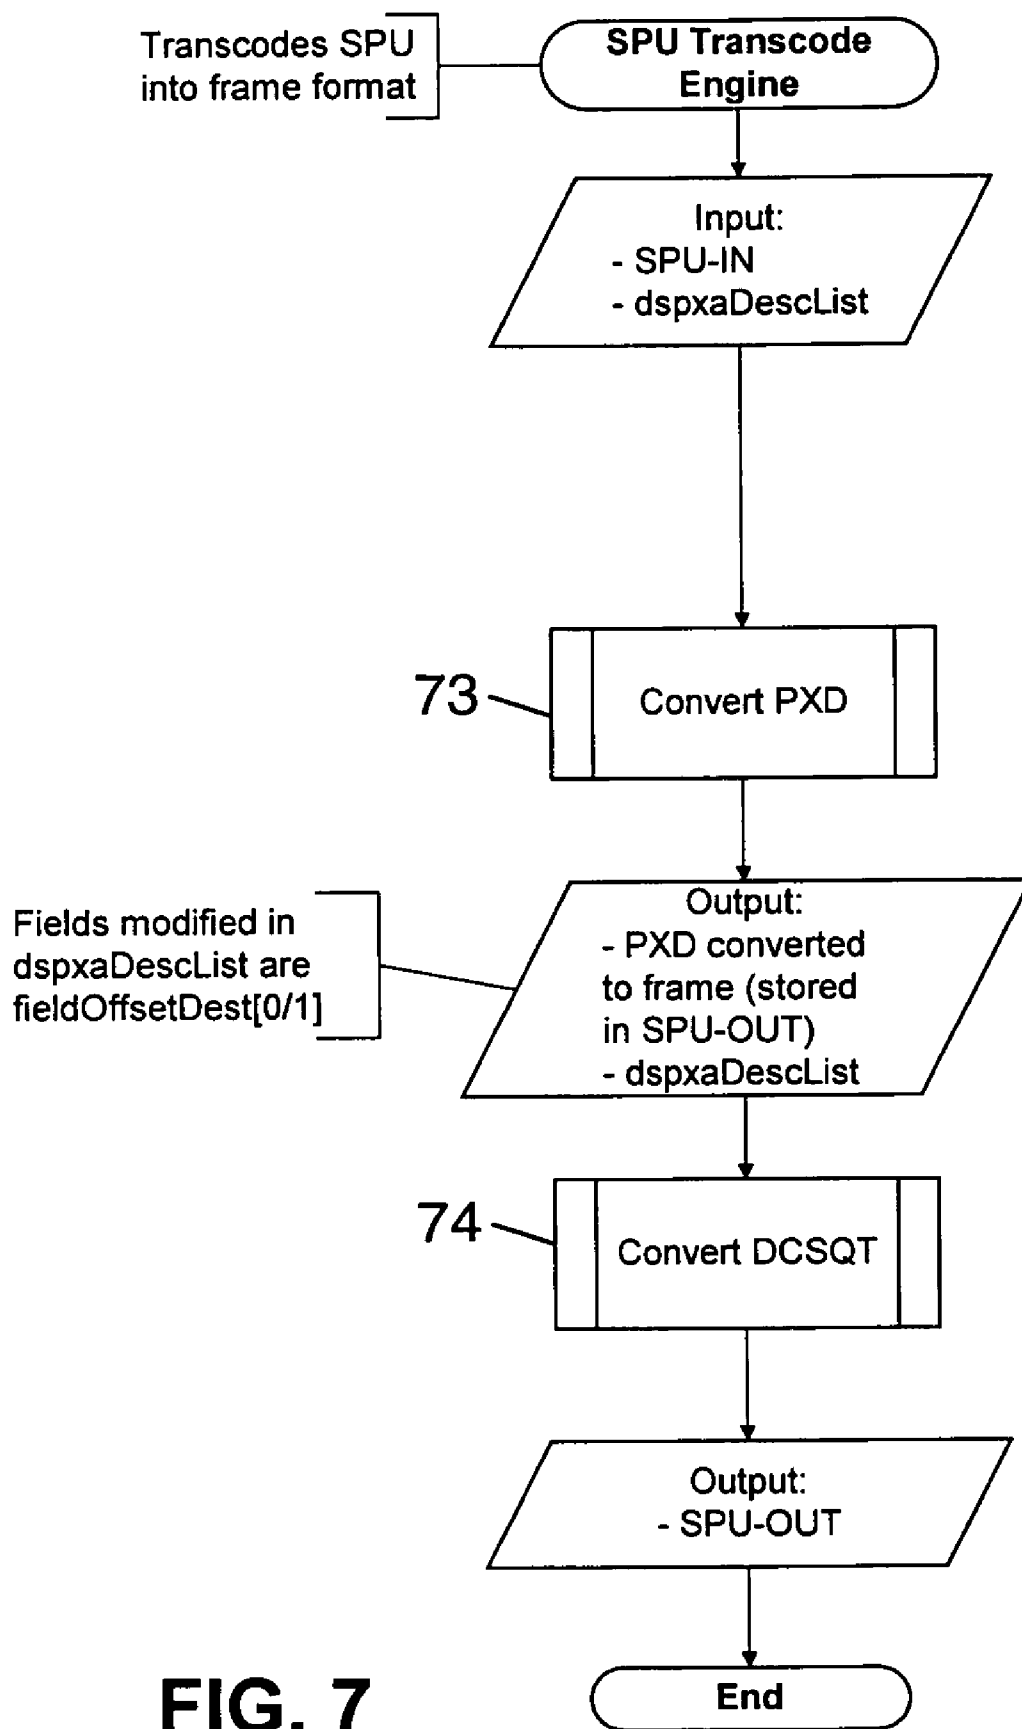 Transcodes SPU
into frame format
SPU Transcode
Engine
Input:
- SPU-IN
- dspxaDescList
73
Convert PXD
Fields modified in
dspxaDescList are
fieldOffsetDest[0/1]
Output:
- PXD converted
to frame (stored
in SPU-OUT)
- dspxaDescList
74
Convert DCSQT
Output:
- SPU-OUT
End
FIG. 7